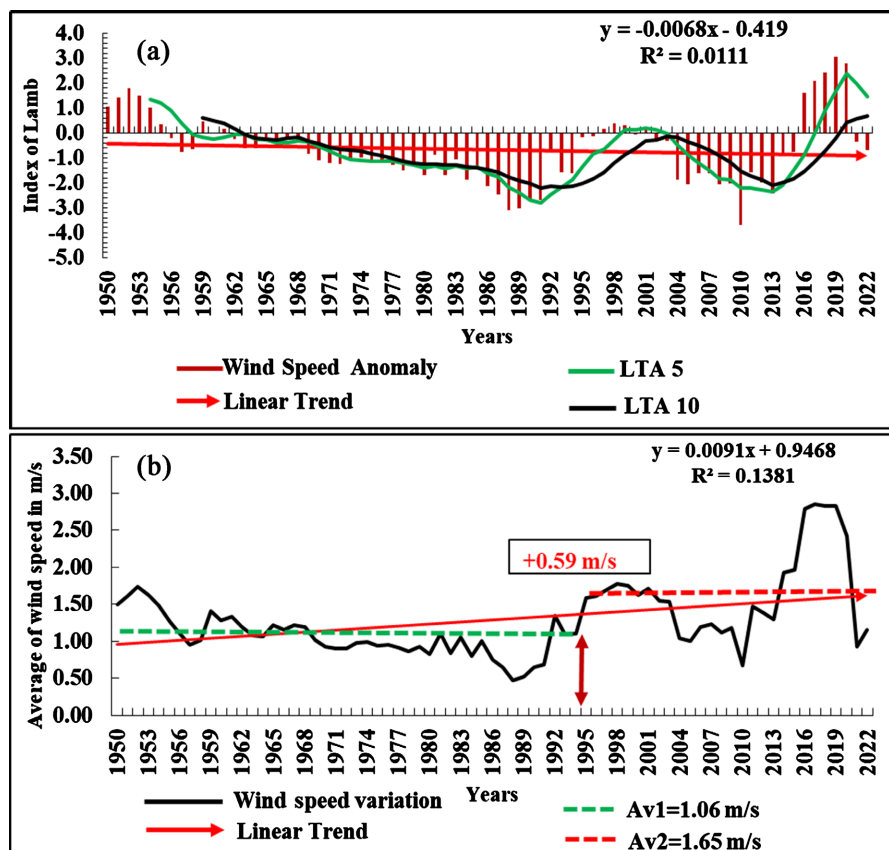 (a)
y = -0.0068x - 0.419
R² = 0.0111
Index of Lamb
4.0
3.0
2.0
1.0
0.0
-1.0
-2.0
-3.0
-4.0
-5.0
1950 1953 1956 1959 1962 1965 1968 1971 1974 1977 1980 1983 1986 1989 1992 1995 1998 2001 2004 2007 2010 2013 2016 2019 2022
Years
Wind Speed Anomaly
LTA 5
Linear Trend
LTA 10
(b)
y = 0.0091x + 0.9468
R² = 0.1381
Average of wind speed in m/s
3.50
3.00
2.50
2.00
1.50
1.00
0.50
0.00
+0.59 m/s
1950 1953 1956 1959 1962 1965 1968 1971 1974 1977 1980 1983 1986 1989 1992 1995 1998 2001 2004 2007 2010 2013 2016 2019 2022
Years
Wind speed variation
Av1=1.06 m/s
Linear Trend
Av2=1.65 m/s